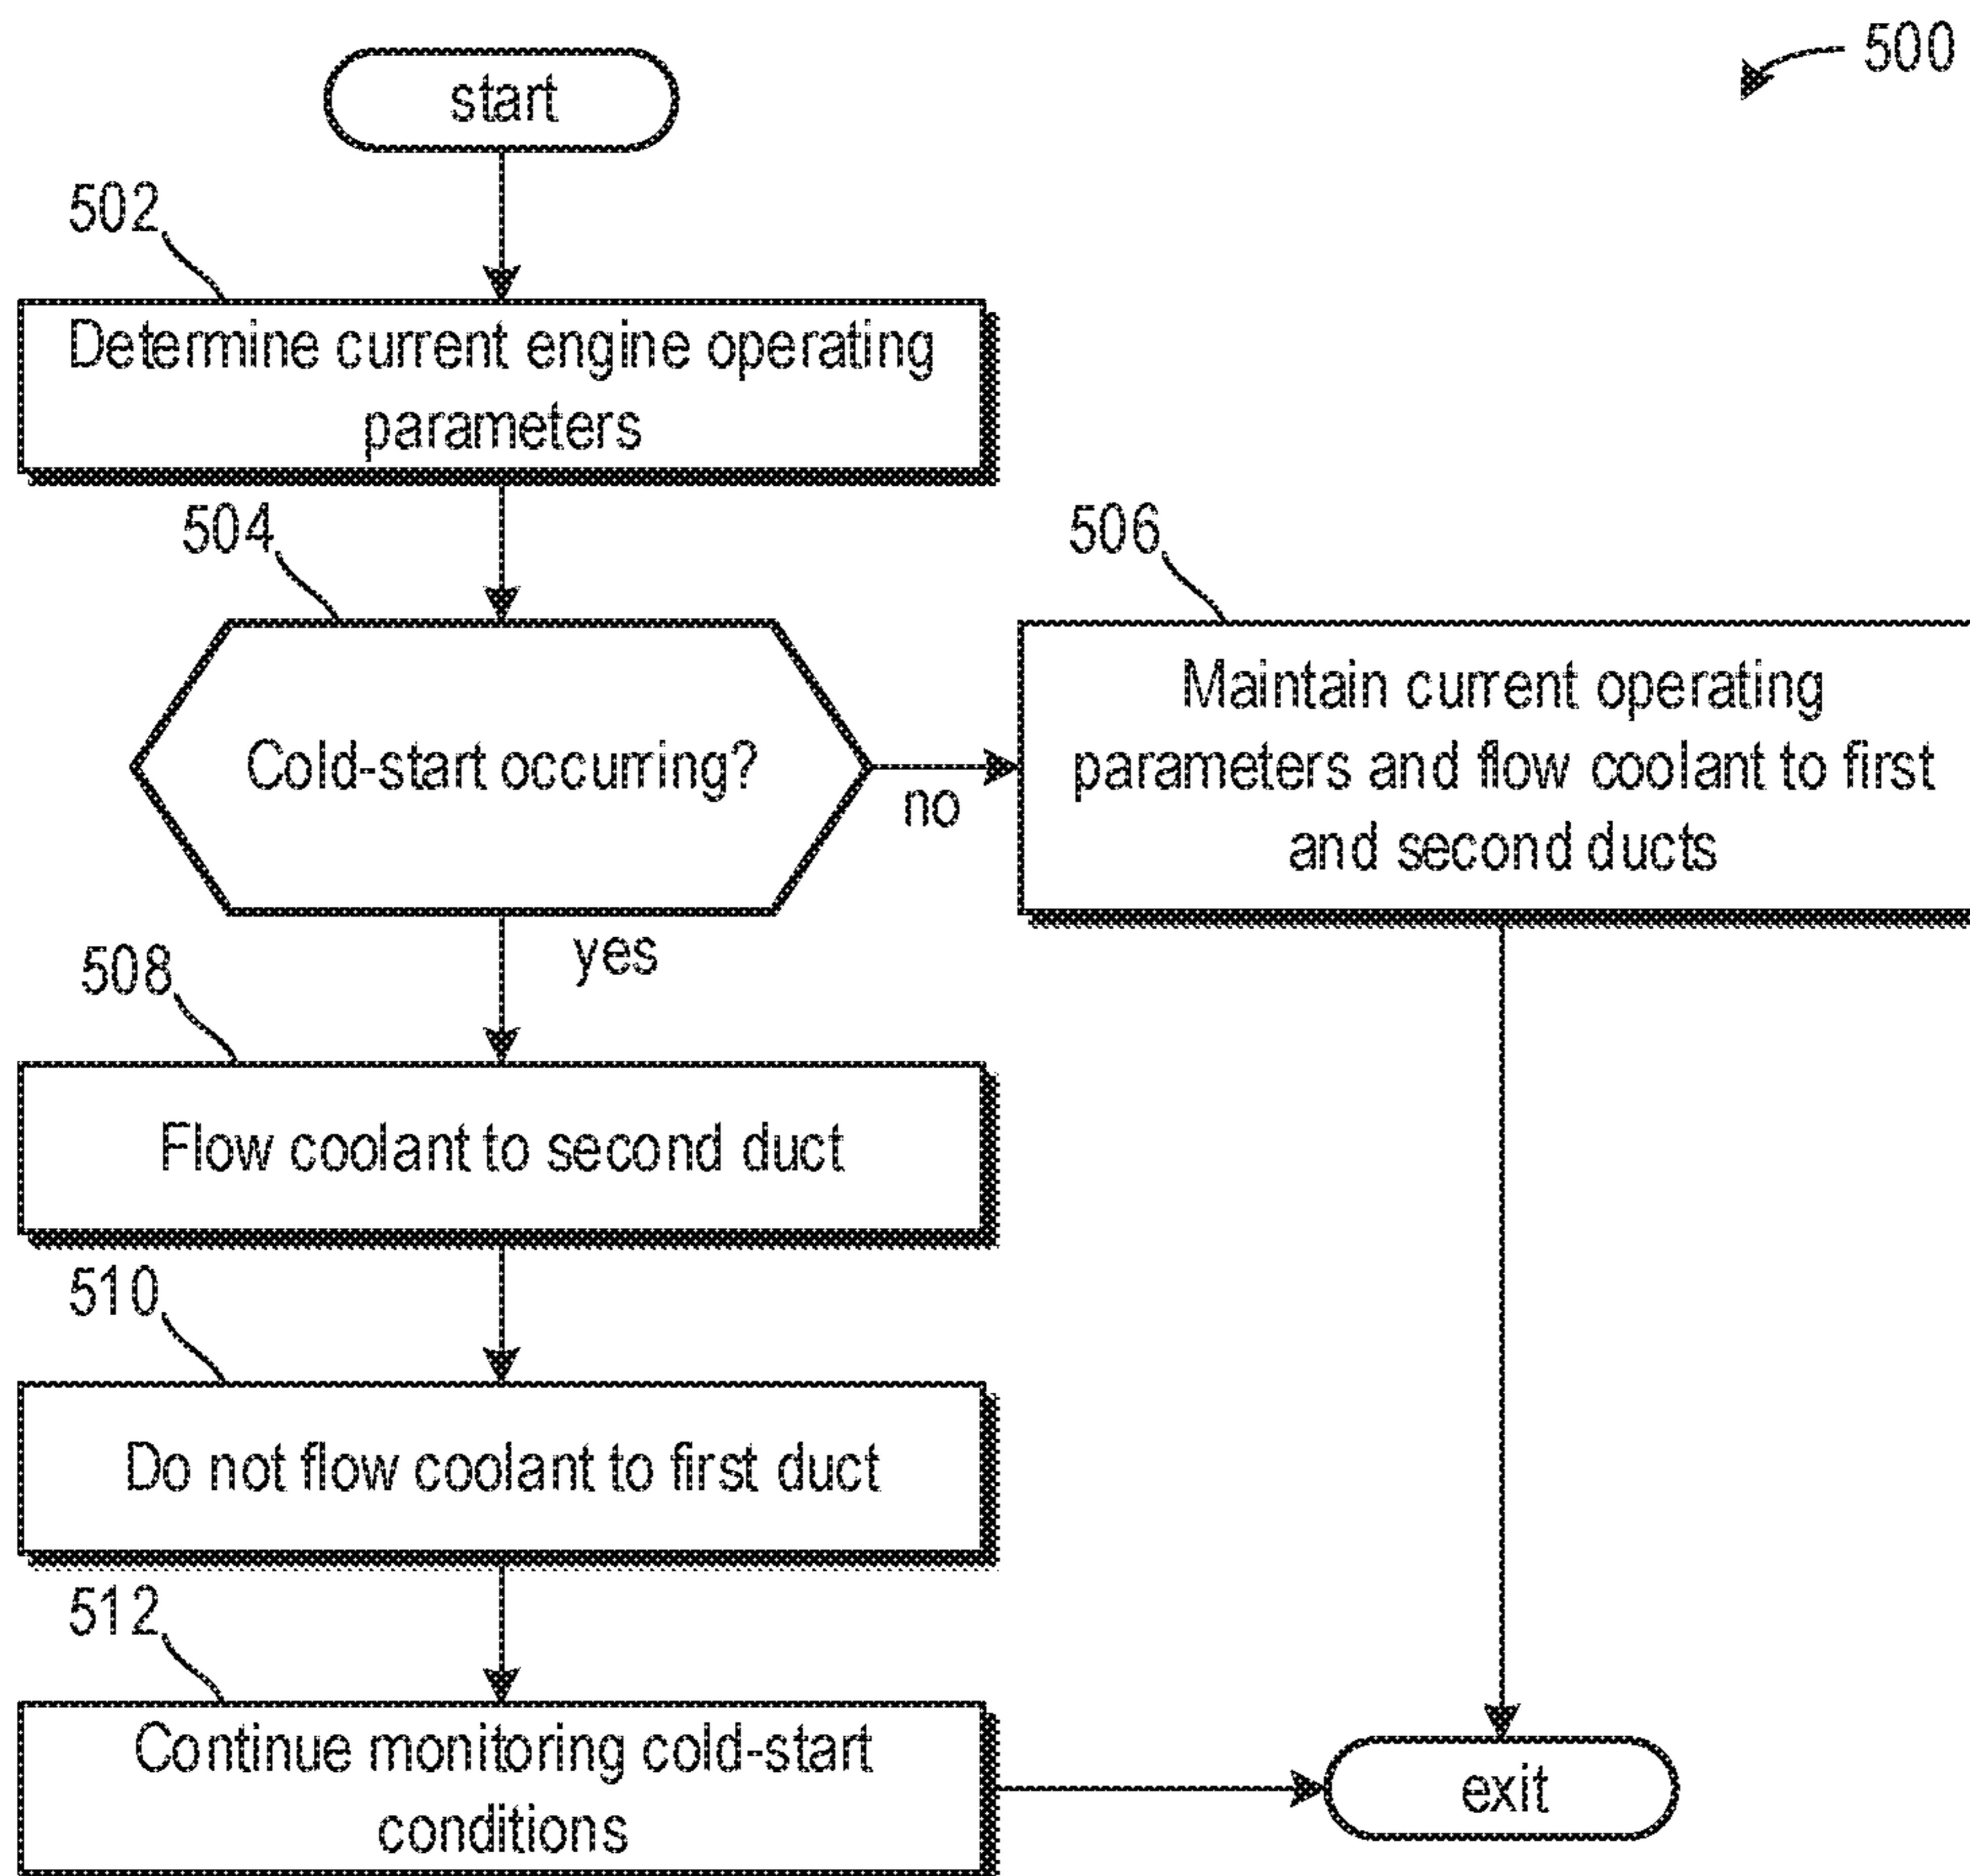 500
start
502
Determine current engine operating
parameters
504
506
Cold-start occurring?
no
Maintain current operating
parameters and flow coolant to first
and second ducts
yes
508
Flow coolant to second duct
510
Do not flow coolant to first duct
512
Continue monitoring cold-start
conditions
exit